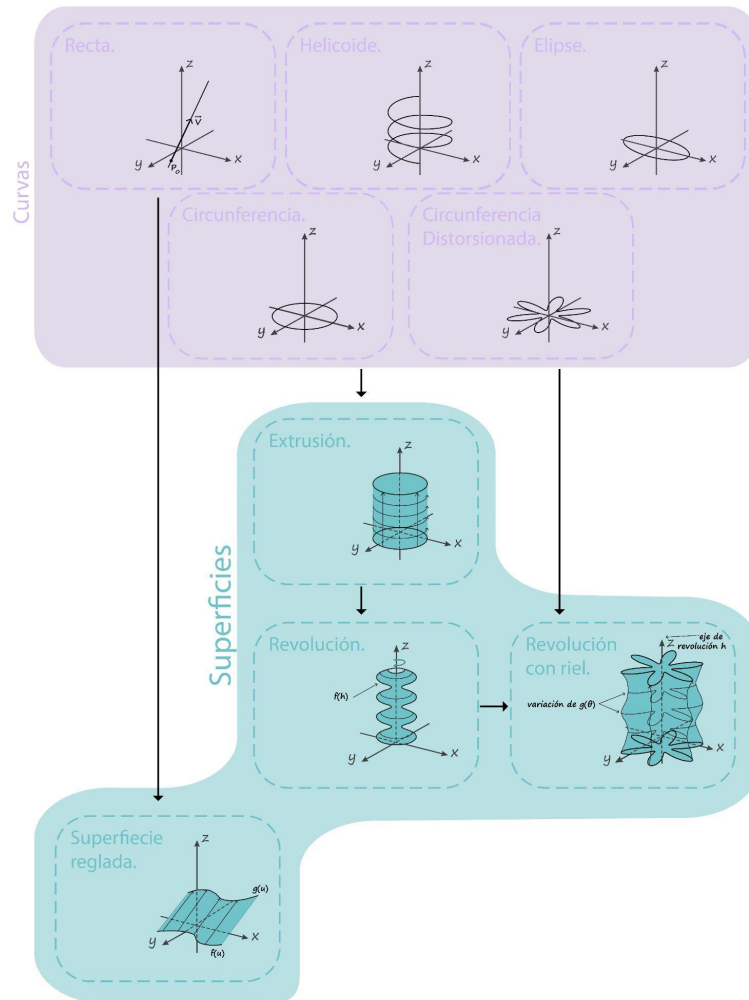 Curvas
Recta.
z
v
y
x
P₀
Helicoide.
z
y
x
Elipse.
z
y
x
Circunferencia.
z
y
x
Circunferencia
Distorsionada.
z
y
x
Superficies
Extrusión.
z
y
x
Revolución.
z
f(h)
y
x
Revolución
con riel.
z
eje de
revolución h
variación de g(θ)
y
x
Superfiecie
reglada.
z
g(u)
y
x
f(u)